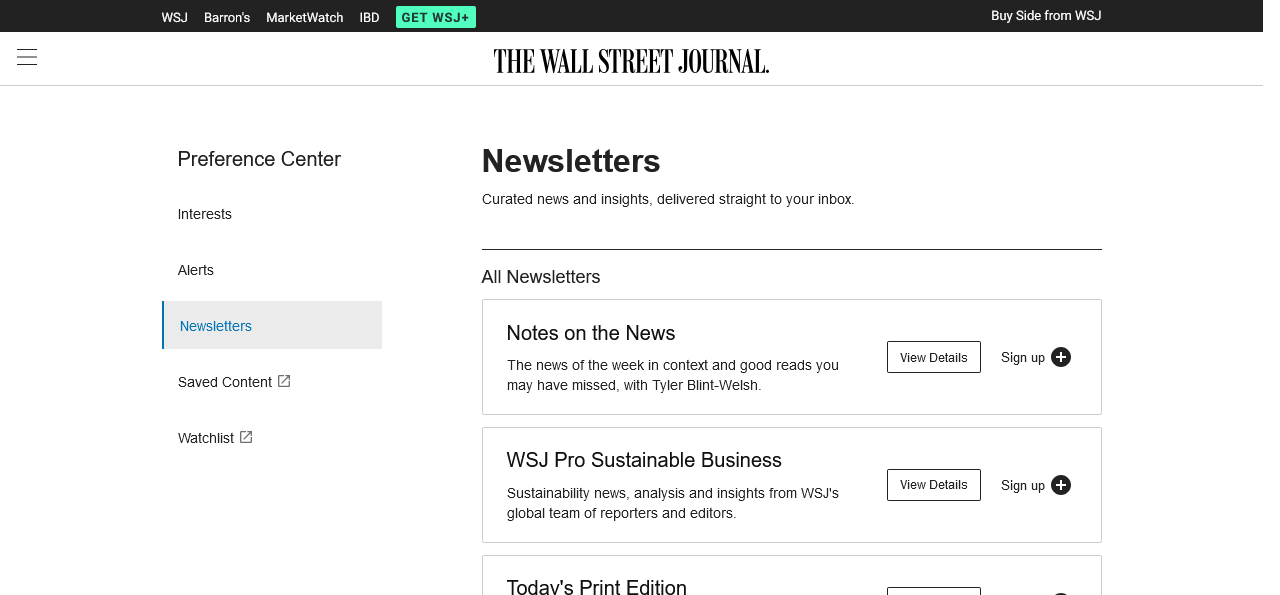 WSJ Barron's MarketWatch IBD GET WSJ+ Buy Side from WSJ
THE WALL STREET JOURNAL.
Preference Center
Interests
Alerts
Newsletters
Saved Content
Watchlist
Newsletters
Curated news and insights, delivered straight to your inbox.
All Newsletters
Notes on the News
The news of the week in context and good reads you
may have missed, with Tyler Blint-Welsh.
View Details
Sign up
WSJ Pro Sustainable Business
Sustainability news, analysis and insights from WSJ's
global team of reporters and editors.
View Details
Sign up
Today's Print Edition